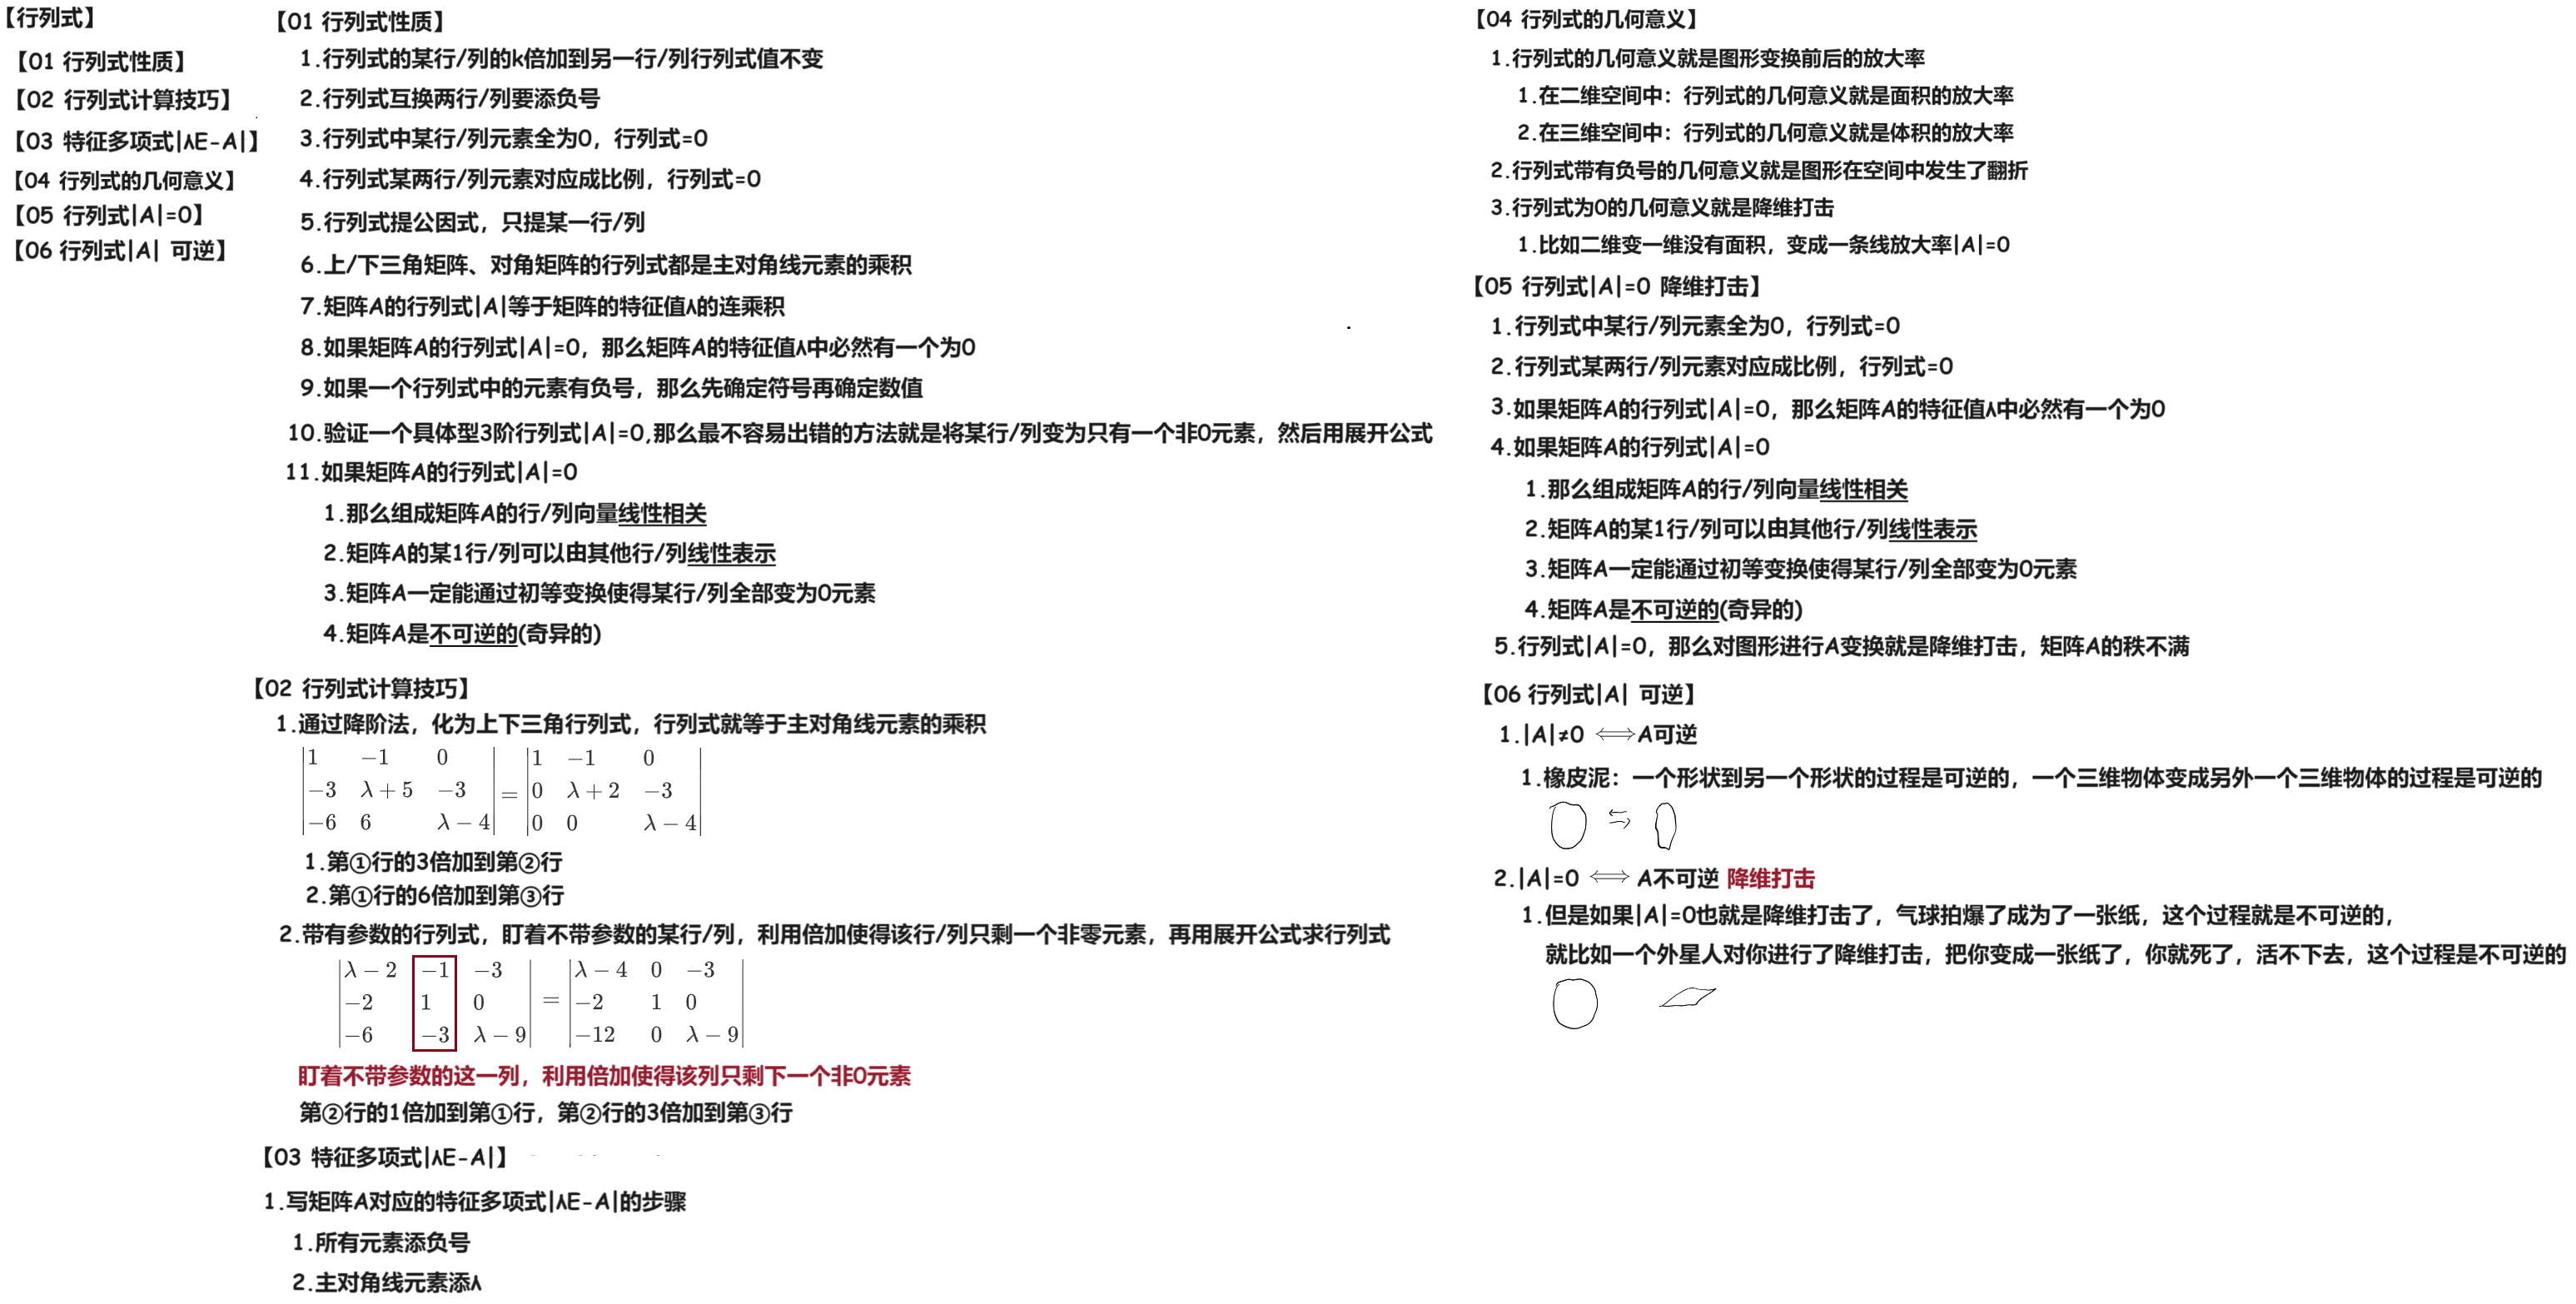 【行列式】
【01 行列式性质】
【02 行列式计算技巧】
【03 特征多项式|λE-A|】
【04 行列式的几何意义】
【05 行列式|A|=0】
【06 行列式|A| 可逆】
【01 行列式性质】
1.行列式的某行/列的k倍加到另一行/列行列式值不变
2.行列式互换两行/列要添负号
3.行列式中某行/列元素全为0，行列式=0
4.行列式某两行/列元素对应成比例，行列式=0
5.行列式提公因式，只提某一行/列
6.上/下三角矩阵、对角矩阵的行列式都是主对角线元素的乘积
7.矩阵A的行列式|A|等于矩阵的特征值λ的连乘积
8.如果矩阵A的行列式|A|=0，那么矩阵A的特征值λ中必然有一个为0
9.如果一个行列式中的元素有负号，那么先确定符号再确定数值
10.验证一个具体型3阶行列式|A|=0,那么最不容易出错的方法就是将某行/列变为只有一个非0元素，然后用展开公式
11.如果矩阵A的行列式|A|=0
1.那么组成矩阵A的行/列向量线性相关
2.矩阵A的某1行/列可以由其他行/列线性表示
3.矩阵A一定能通过初等变换使得某行/列全部变为0元素
4.矩阵A是不可逆的(奇异的)
【02 行列式计算技巧】
1.通过降阶法，化为上下三角行列式，行列式就等于主对角线元素的乘积
|1 −1 0| |1 −1 0|
|−3 λ+5 −3| = |0 λ+2 −3|
|−6 6 λ−4| |0 0 λ−4|
1.第①行的3倍加到第②行
2.第①行的6倍加到第③行
2.带有参数的行列式，盯着不带参数的某行/列，利用倍加使得该行/列只剩一个非零元素，再用展开公式求行列式
|λ−2 −1 −3| |λ−4 0 −3|
|−2 1 0| = |−2 1 0|
|−6 −3 λ−9| |−12 0 λ−9|
盯着不带参数的这一列，利用倍加使得该列只剩下一个非0元素
第②行的1倍加到第①行，第②行的3倍加到第③行
【03 特征多项式|λE-A|】
1.写矩阵A对应的特征多项式|λE-A|的步骤
1.所有元素添负号
2.主对角线元素添λ
【04 行列式的几何意义】
1.行列式的几何意义就是图形变换前后的放大率
1.在二维空间中：行列式的几何意义就是面积的放大率
2.在三维空间中：行列式的几何意义就是体积的放大率
2.行列式带有负号的几何意义就是图形在空间中发生了翻折
3.行列式为0的几何意义就是降维打击
1.比如二维变一维没有面积，变成一条线放大率|A|=0
【05 行列式|A|=0 降维打击】
1.行列式中某行/列元素全为0，行列式=0
2.行列式某两行/列元素对应成比例，行列式=0
3.如果矩阵A的行列式|A|=0，那么矩阵A的特征值λ中必然有一个为0
4.如果矩阵A的行列式|A|=0
1.那么组成矩阵A的行/列向量线性相关
2.矩阵A的某1行/列可以由其他行/列线性表示
3.矩阵A一定能通过初等变换使得某行/列全部变为0元素
4.矩阵A是不可逆的(奇异的)
5.行列式|A|=0，那么对图形进行A变换就是降维打击，矩阵A的秩不满
【06 行列式|A| 可逆】
1.|A|≠0 ⟺A可逆
1.橡皮泥：一个形状到另一个形状的过程是可逆的，一个三维物体变成另外一个三维物体的过程是可逆的
2.|A|=0 ⟺ A不可逆 降维打击
1.但是如果|A|=0也就是降维打击了，气球拍爆了成为了一张纸，这个过程就是不可逆的，
就比如一个外星人对你进行了降维打击，把你变成一张纸了，你就死了，活不下去，这个过程是不可逆的